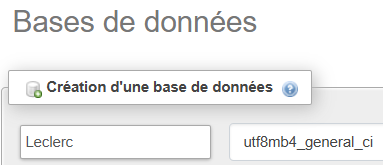 Bases de données
Création d'une base de données
Leclerc
utf8mb4_general_ci